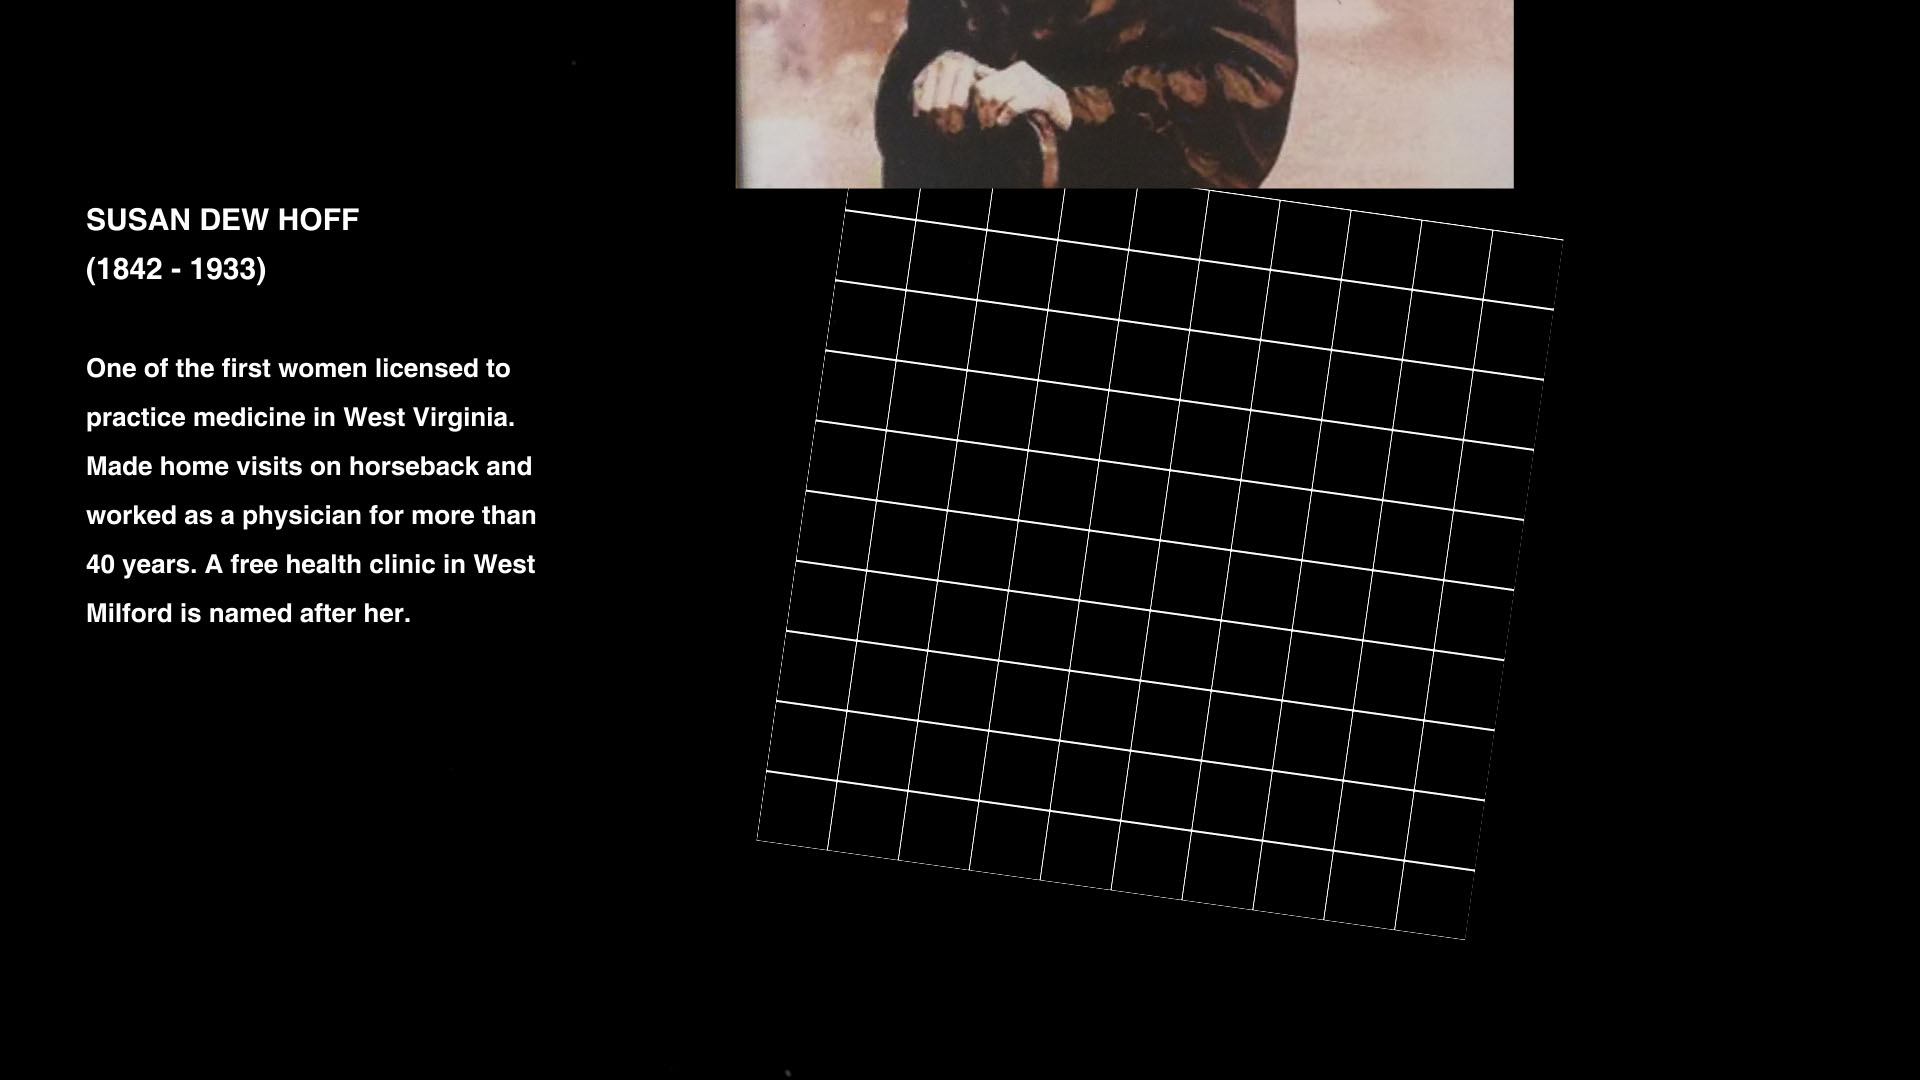 SUSAN DEW HOFF
(1842 - 1933)
One of the first women licensed to
practice medicine in West Virginia.
Made home visits on horseback and
worked as a physician for more than
40 years. A free health clinic in West
Milford is named after her.